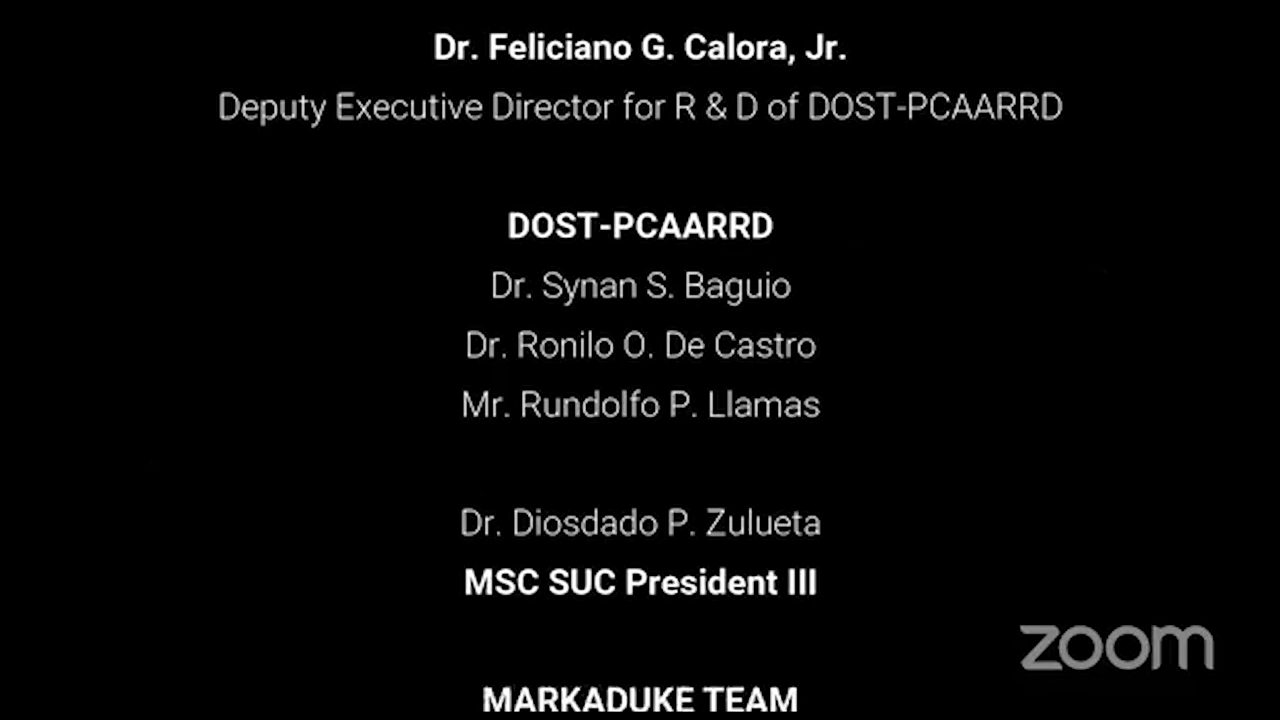 Dr. Feliciano G. Calora, Jr.
Deputy Executive Director for R & D of DOST-PCAARRD
DOST-PCAARRD
Dr. Synan S. Baguio
Dr. Ronilo O. De Castro
Mr. Rundolfo P. Llamas
Dr. Diosdado P. Zulueta
MSC SUC President III
zoom
MARKADUKE TEAM